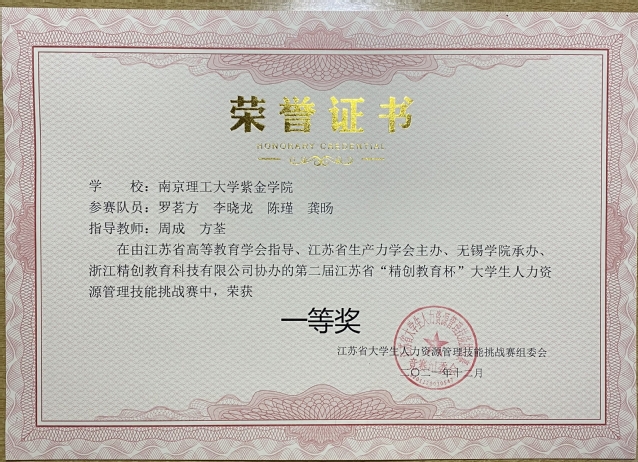 荣誉证书
HONORARY CREDENTIAL
学 校：南京理工大学紫金学院
参赛队员：罗茗方 李晓龙 陈瑾 龚旸
指导教师：周成 方荃
在由江苏省高等教育学会指导、江苏省生产力学会主办、无锡学院承办、
浙江精创教育科技有限公司协办的第二届江苏省“精创教育杯”大学生人力资
源管理技能挑战赛中，荣获
一等奖
江苏省大学生人力资源管理技能挑战赛组委会
二〇二一年十二月